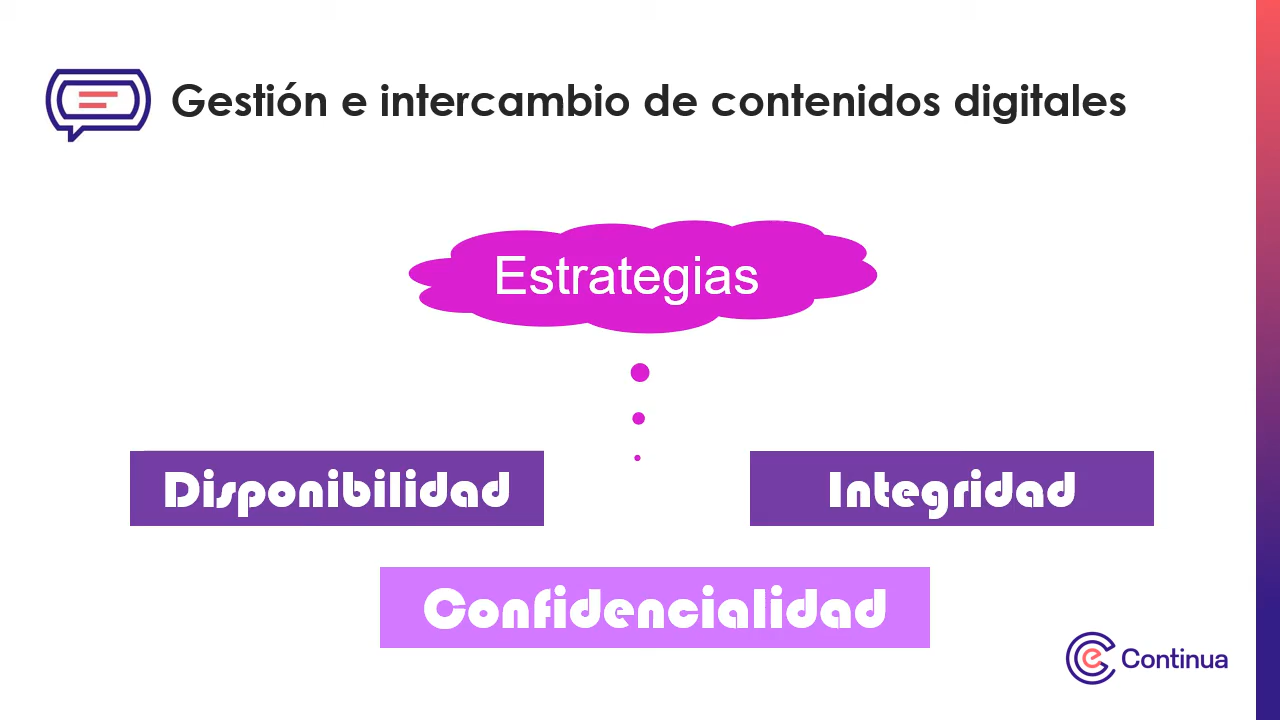 Gestión e intercambio de contenidos digitales
Estrategias
Disponibilidad
Integridad
Confidencialidad
Continua